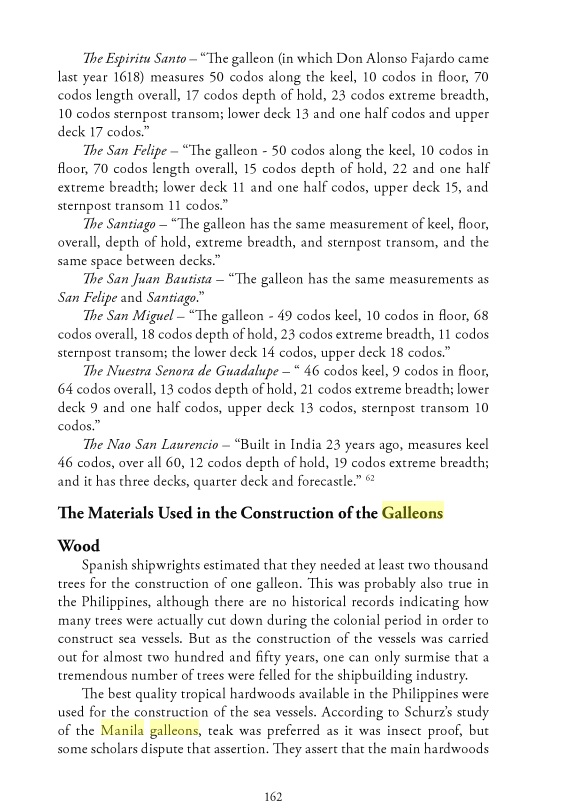 The Espiritu Santo – “The galleon (in which Don Alonso Fajardo came
last year 1618) measures 50 codos along the keel, 10 codos in floor, 70
codos length overall, 17 codos depth of hold, 23 codos extreme breadth,
10 codos sternpost transom; lower deck 13 and one half codos and upper
deck 17 codos.”
The San Felipe – “The galleon - 50 codos along the keel, 10 codos in
floor, 70 codos length overall, 15 codos depth of hold, 22 and one half
extreme breadth; lower deck 11 and one half codos, upper deck 15, and
sternpost transom 11 codos.”
The Santiago – “The galleon has the same measurement of keel, floor,
overall, depth of hold, extreme breadth, and sternpost transom, and the
same space between decks.”
The San Juan Bautista – “The galleon has the same measurements as
San Felipe and Santiago.”
The San Miguel – “The galleon - 49 codos keel, 10 codos in floor, 68
codos overall, 18 codos depth of hold, 23 codos extreme breadth, 11 codos
sternpost transom; the lower deck 14 codos, upper deck 18 codos.”
The Nuestra Senora de Guadalupe – “ 46 codos keel, 9 codos in floor,
64 codos overall, 13 codos depth of hold, 21 codos extreme breadth; lower
deck 9 and one half codos, upper deck 13 codos, sternpost transom 10
codos.”
The Nao San Laurencio – “Built in India 23 years ago, measures keel
46 codos, over all 60, 12 codos depth of hold, 19 codos extreme breadth;
and it has three decks, quarter deck and forecastle.” 62
The Materials Used in the Construction of the Galleons
Wood
Spanish shipwrights estimated that they needed at least two thousand
trees for the construction of one galleon. This was probably also true in
the Philippines, although there are no historical records indicating how
many trees were actually cut down during the colonial period in order to
construct sea vessels. But as the construction of the vessels was carried
out for almost two hundred and fifty years, one can only surmise that a
tremendous number of trees were felled for the shipbuilding industry.
The best quality tropical hardwoods available in the Philippines were
used for the construction of the sea vessels. According to Schurz’s study
of the Manila galleons, teak was preferred as it was insect proof, but
some scholars dispute that assertion. They assert that the main hardwoods
162